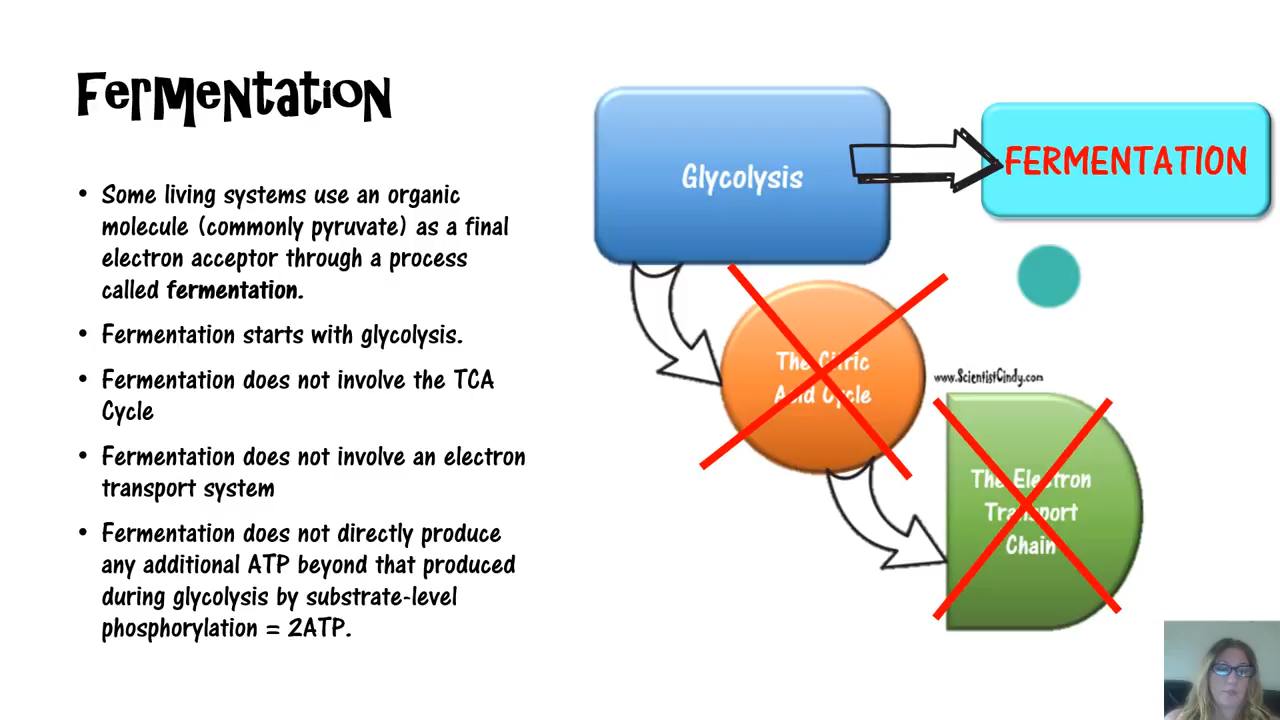 Fermentation
• Some living systems use an organic
molecule (commonly pyruvate) as a final
electron acceptor through a process
called fermentation.
• Fermentation starts with glycolysis.
• Fermentation does not involve the TCA
Cycle
• Fermentation does not involve an electron
transport system
• Fermentation does not directly produce
any additional ATP beyond that produced
during glycolysis by substrate-level
phosphorylation = 2ATP.
Glycolysis
FERMENTATION
The Citric
Acid Cycle
www.ScientistCindy.com
The Electron
Transport
Chain